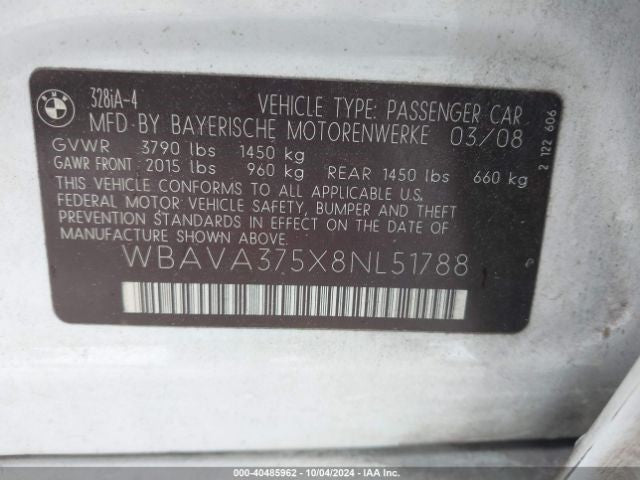 BMW
328iA-4 VEHICLE TYPE: PASSENGER CAR
MFD BY BAYERISCHE MOTORENWERKE 03/08
GVWR 3790 lbs 1450 kg
GAWR FRONT: 2015 lbs 960 kg REAR 1450 lbs 660 kg
THIS VEHICLE CONFORMS TO ALL APPLICABLE U.S.
FEDERAL MOTOR VEHICLE SAFETY, BUMPER AND THEFT
PREVENTION STANDARDS IN EFFECT ON THE DATE OF
MANUFACTURE SHOWN ABOVE.
WBAVA375X8NL51788
2 122 606
000-40485962 • 10/04/2024 • IAA Inc.